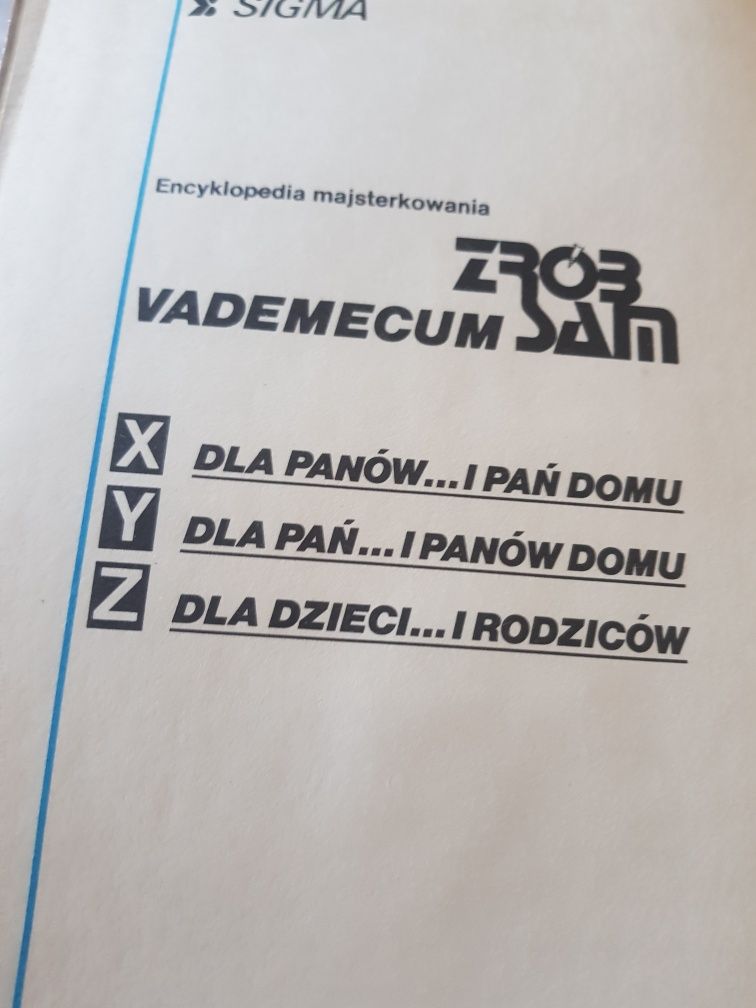 SIGMA
Encyklopedia majsterkowania
ZRÓB
VADEMECUM SAM
X DLA PANÓW...I PAŃ DOMU
Y DLA PAŃ...I PANÓW DOMU
Z DLA DZIECI...I RODZICÓW